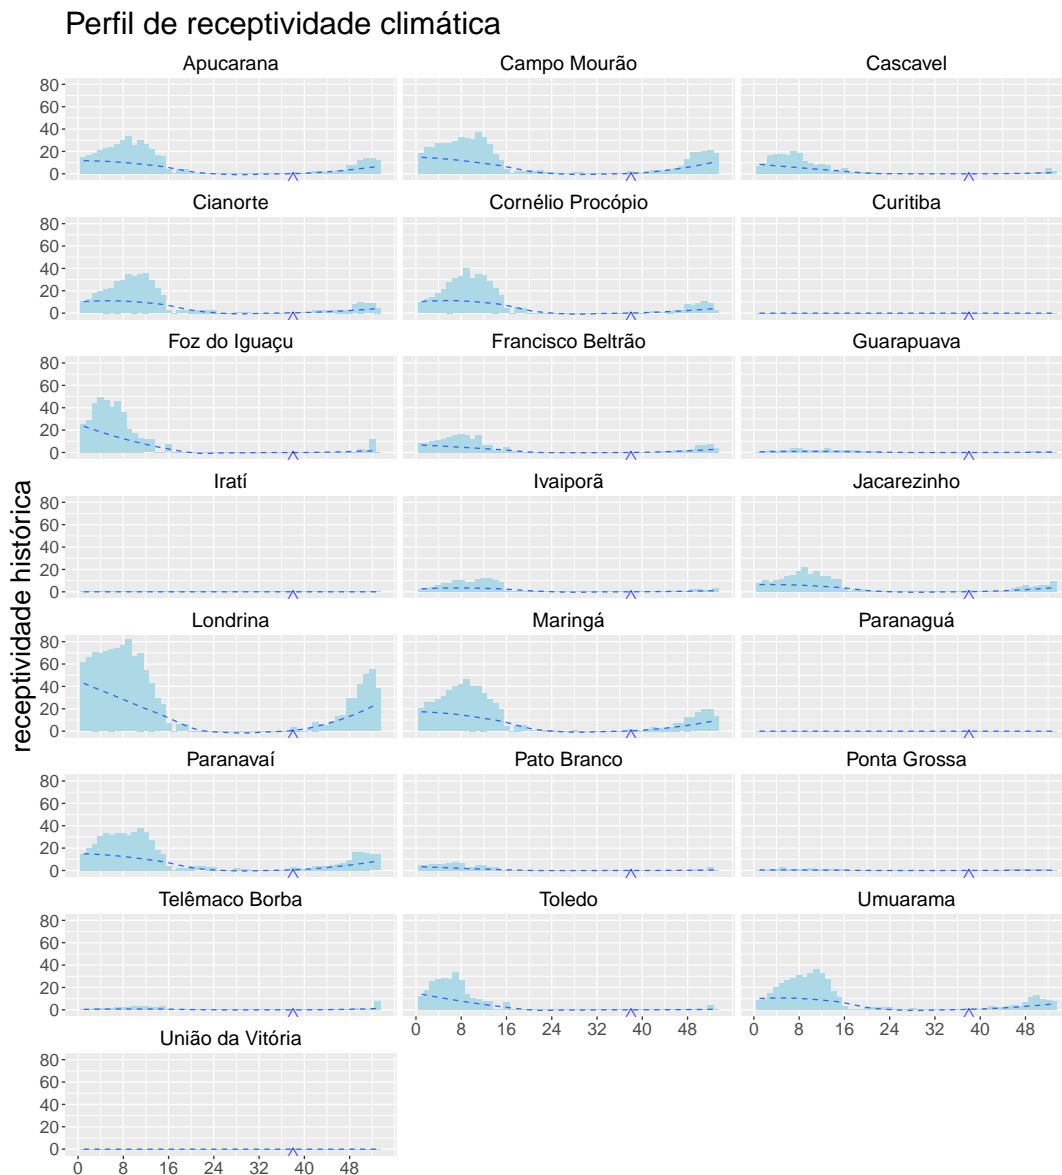 Perfil de receptividade climática
Apucarana
Campo Mourão
Cascavel
80
60
40
20
0
Cianorte
Cornélio Procópio
Curitiba
80
60
40
20
0
Foz do Iguaçu
Francisco Beltrão
Guarapuava
80
60
40
20
0
Iratí
Ivaiporã
Jacarezinho
80
60
40
20
0
receptividade histórica
Londrina
Maringá
Paranaguá
80
60
40
20
0
Paranavaí
Pato Branco
Ponta Grossa
80
60
40
20
0
Telêmaco Borba
Toledo
Umuarama
80
60
40
20
0
0 8 16 24 32 40 48
0 8 16 24 32 40 48
União da Vitória
80
60
40
20
0
0 8 16 24 32 40 48